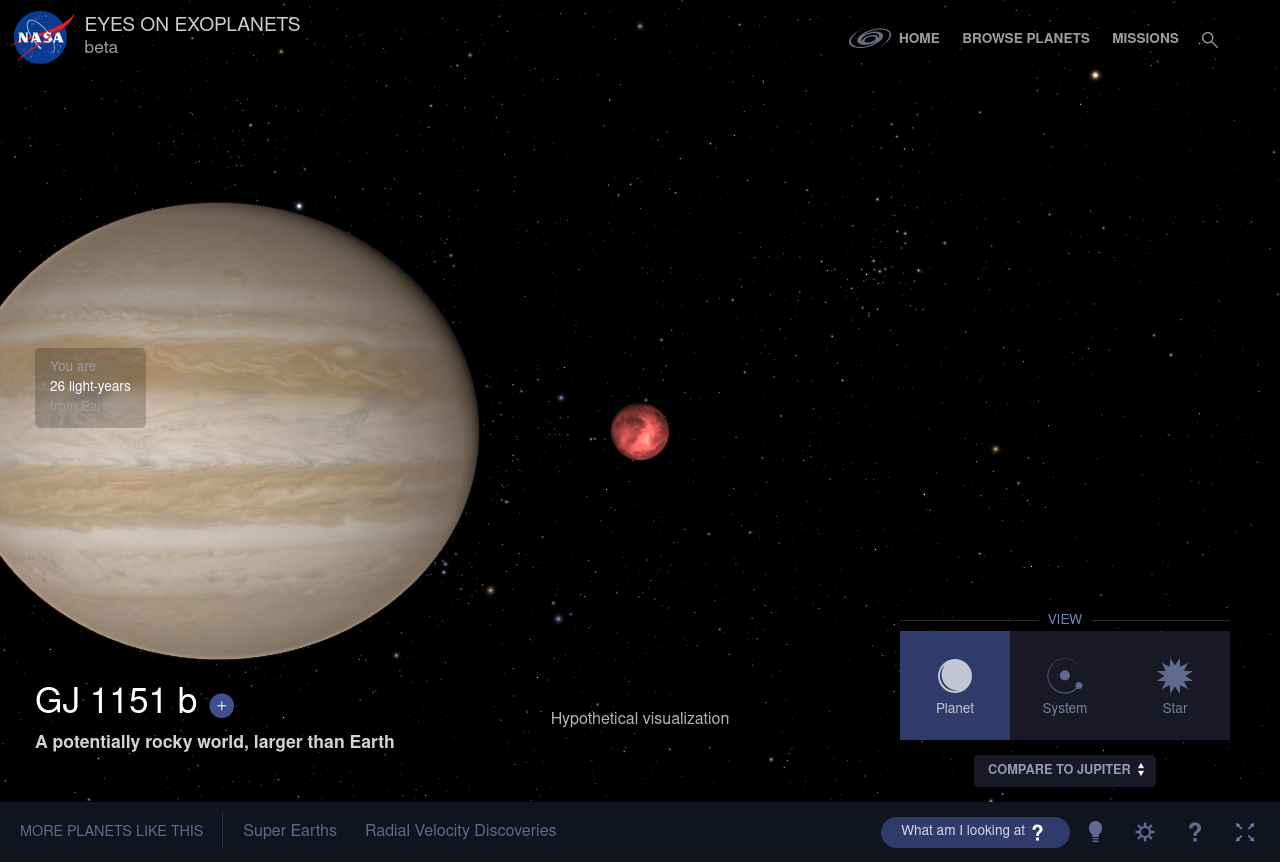 NASA
EYES ON EXOPLANETS
beta
HOME
BROWSE PLANETS
MISSIONS
You are
26 light-years
from Earth
GJ 1151 b +
A potentially rocky world, larger than Earth
Hypothetical visualization
VIEW
Planet
System
Star
COMPARE TO JUPITER
MORE PLANETS LIKE THIS
Super Earths
Radial Velocity Discoveries
What am I looking at ?
?